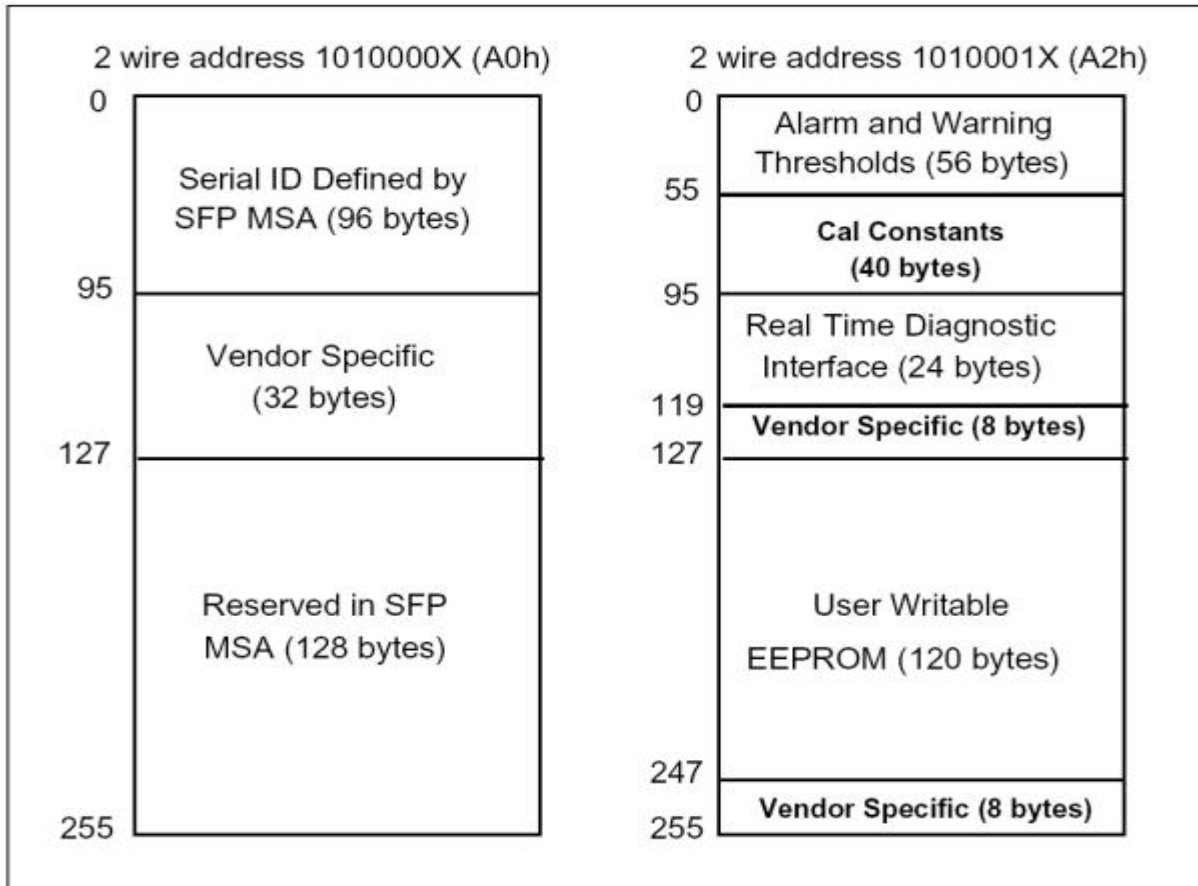 2 wire address 1010000X (A0h)
0
Serial ID Defined by
SFP MSA (96 bytes)
95
Vendor Specific
(32 bytes)
127
Reserved in SFP
MSA (128 bytes)
255
2 wire address 1010001X (A2h)
0
Alarm and Warning
Thresholds (56 bytes)
55
Cal Constants
(40 bytes)
95
Real Time Diagnostic
Interface (24 bytes)
119
Vendor Specific (8 bytes)
127
User Writable
EEPROM (120 bytes)
247
Vendor Specific (8 bytes)
255